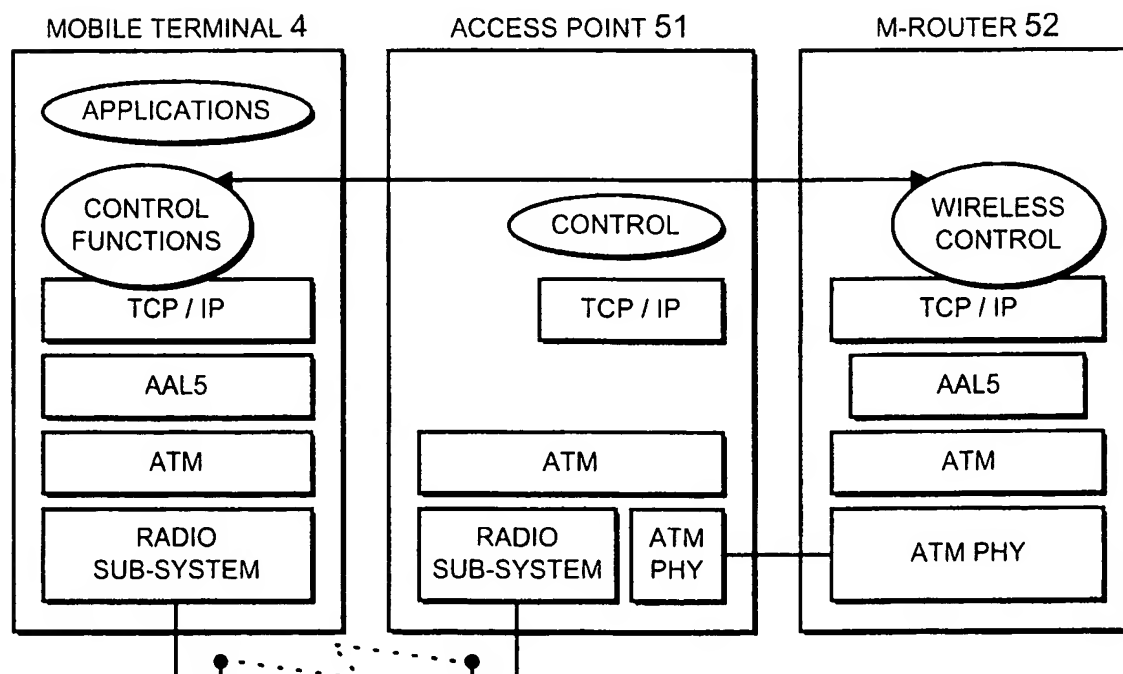 MOBILE TERMINAL 4
APPLICATIONS
CONTROL
FUNCTIONS
TCP / IP
AAL5
ATM
RADIO
SUB-SYSTEM
ACCESS POINT 51
CONTROL
TCP / IP
ATM
RADIO
SUB-SYSTEM
ATM
PHY
M-ROUTER 52
WIRELESS
CONTROL
TCP / IP
AAL5
ATM
ATM PHY